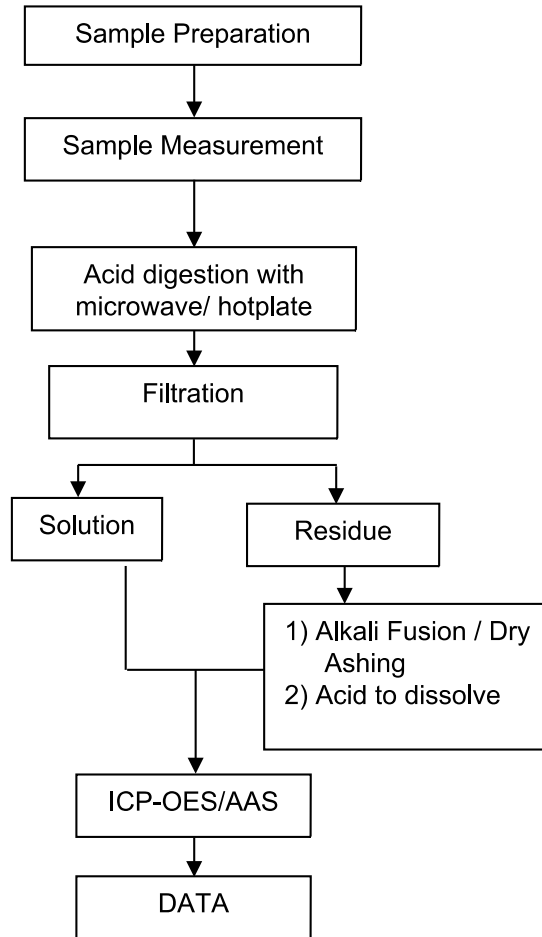 Sample Preparation
Sample Measurement
Acid digestion with
microwave/ hotplate
Filtration
Solution
Residue
1) Alkali Fusion / Dry
Ashing
2) Acid to dissolve
ICP-OES/AAS
DATA